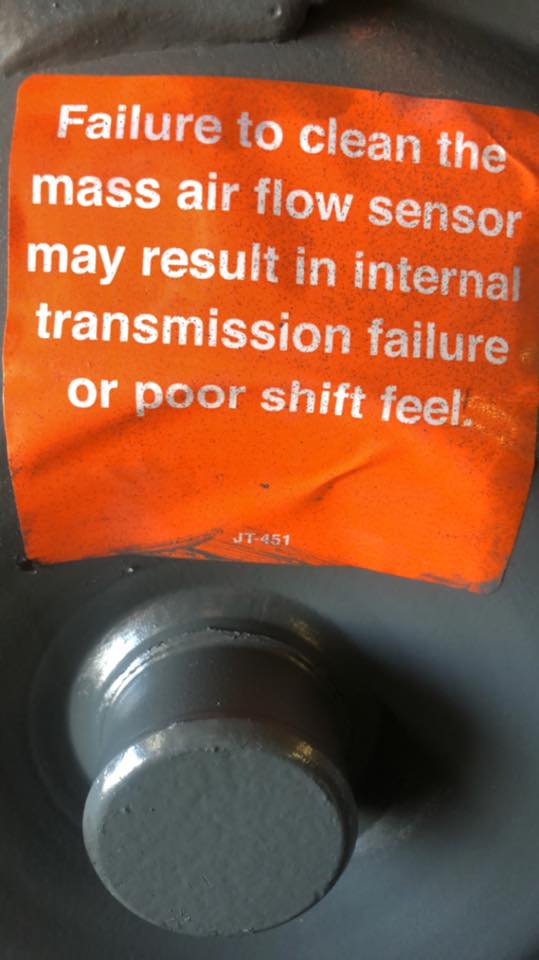 Failure to clean the
mass air flow sensor
may result in internal
transmission failure
or poor shift feel.
JT-451